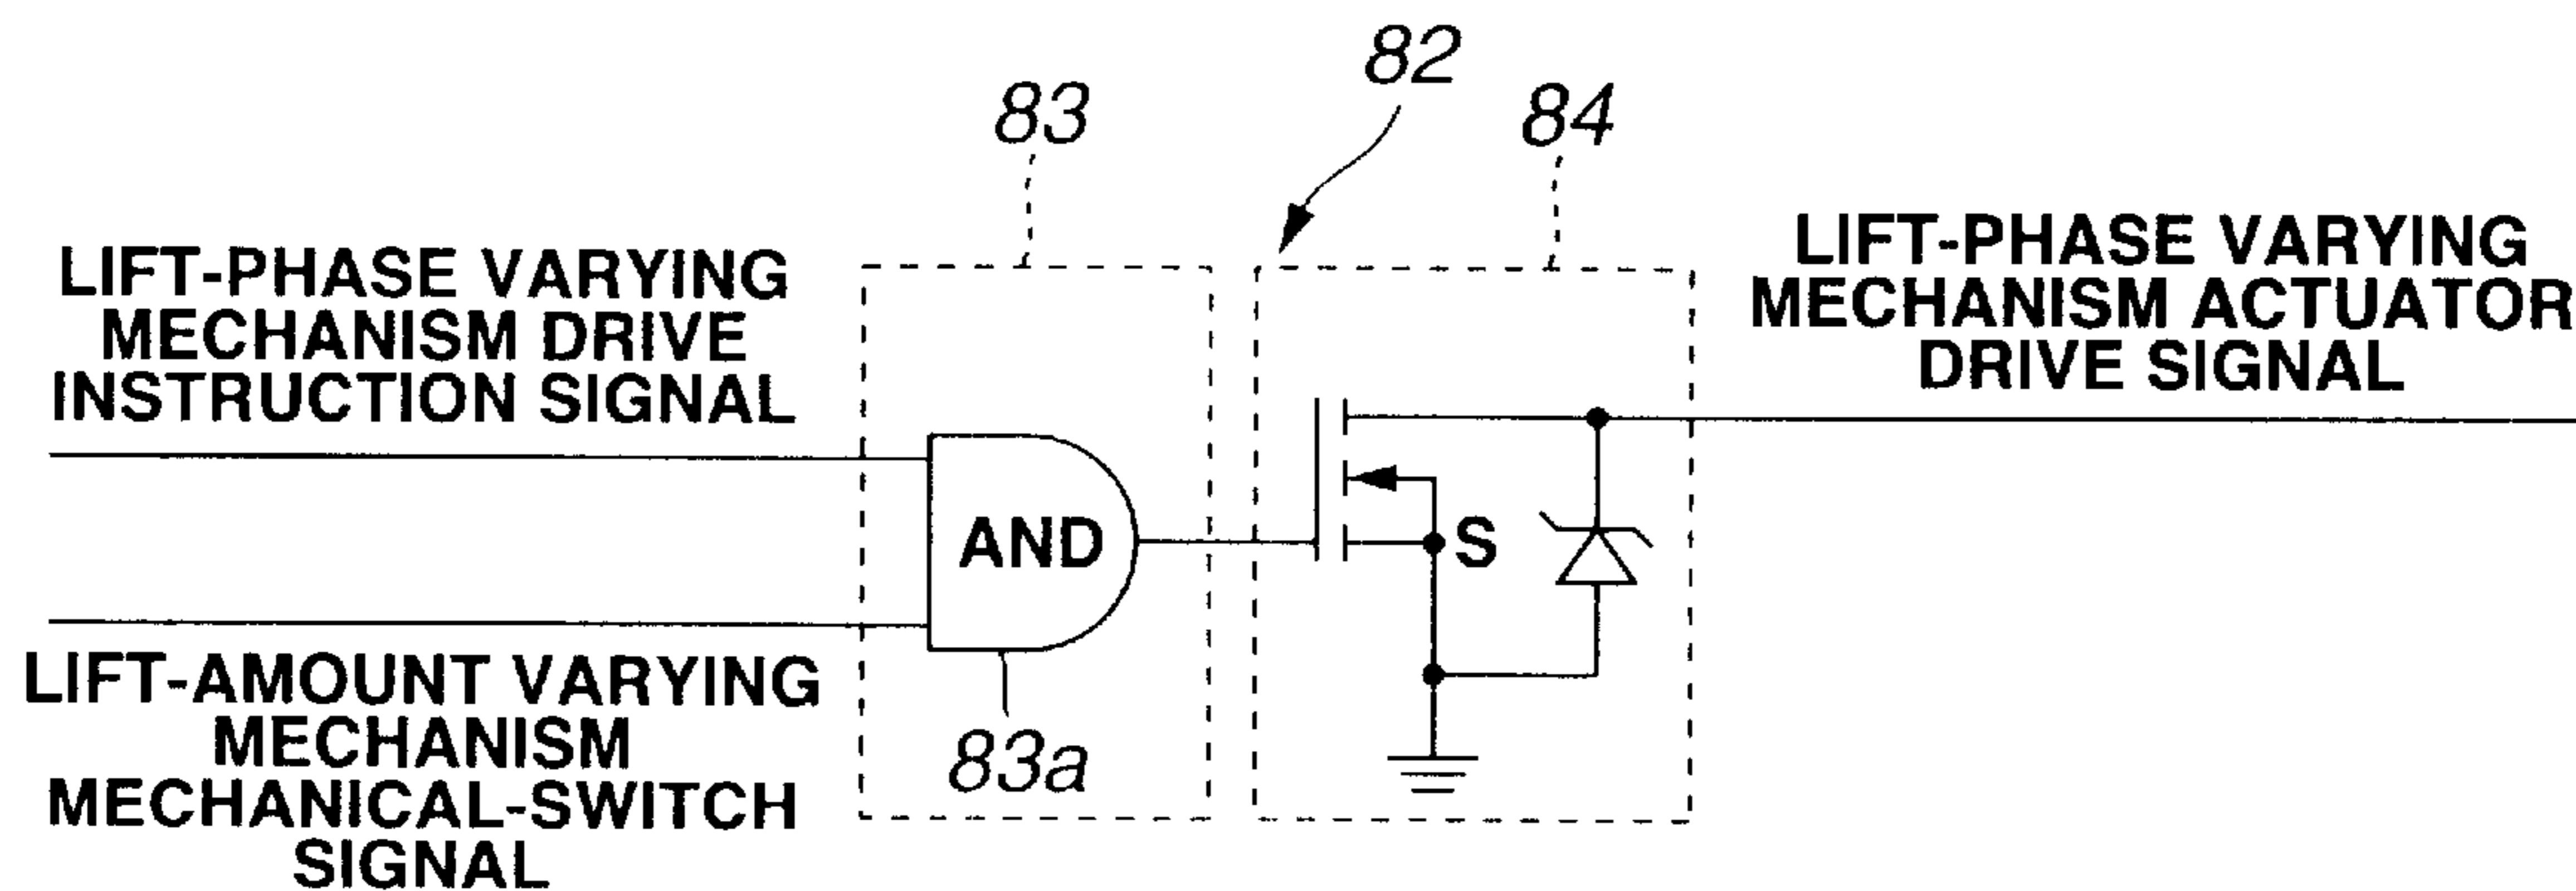 82
83
84
LIFT-PHASE VARYING
MECHANISM DRIVE
INSTRUCTION SIGNAL
LIFT-PHASE VARYING
MECHANISM ACTUATOR
DRIVE SIGNAL
AND
S
LIFT-AMOUNT VARYING
MECHANISM
MECHANICAL-SWITCH
SIGNAL
83a